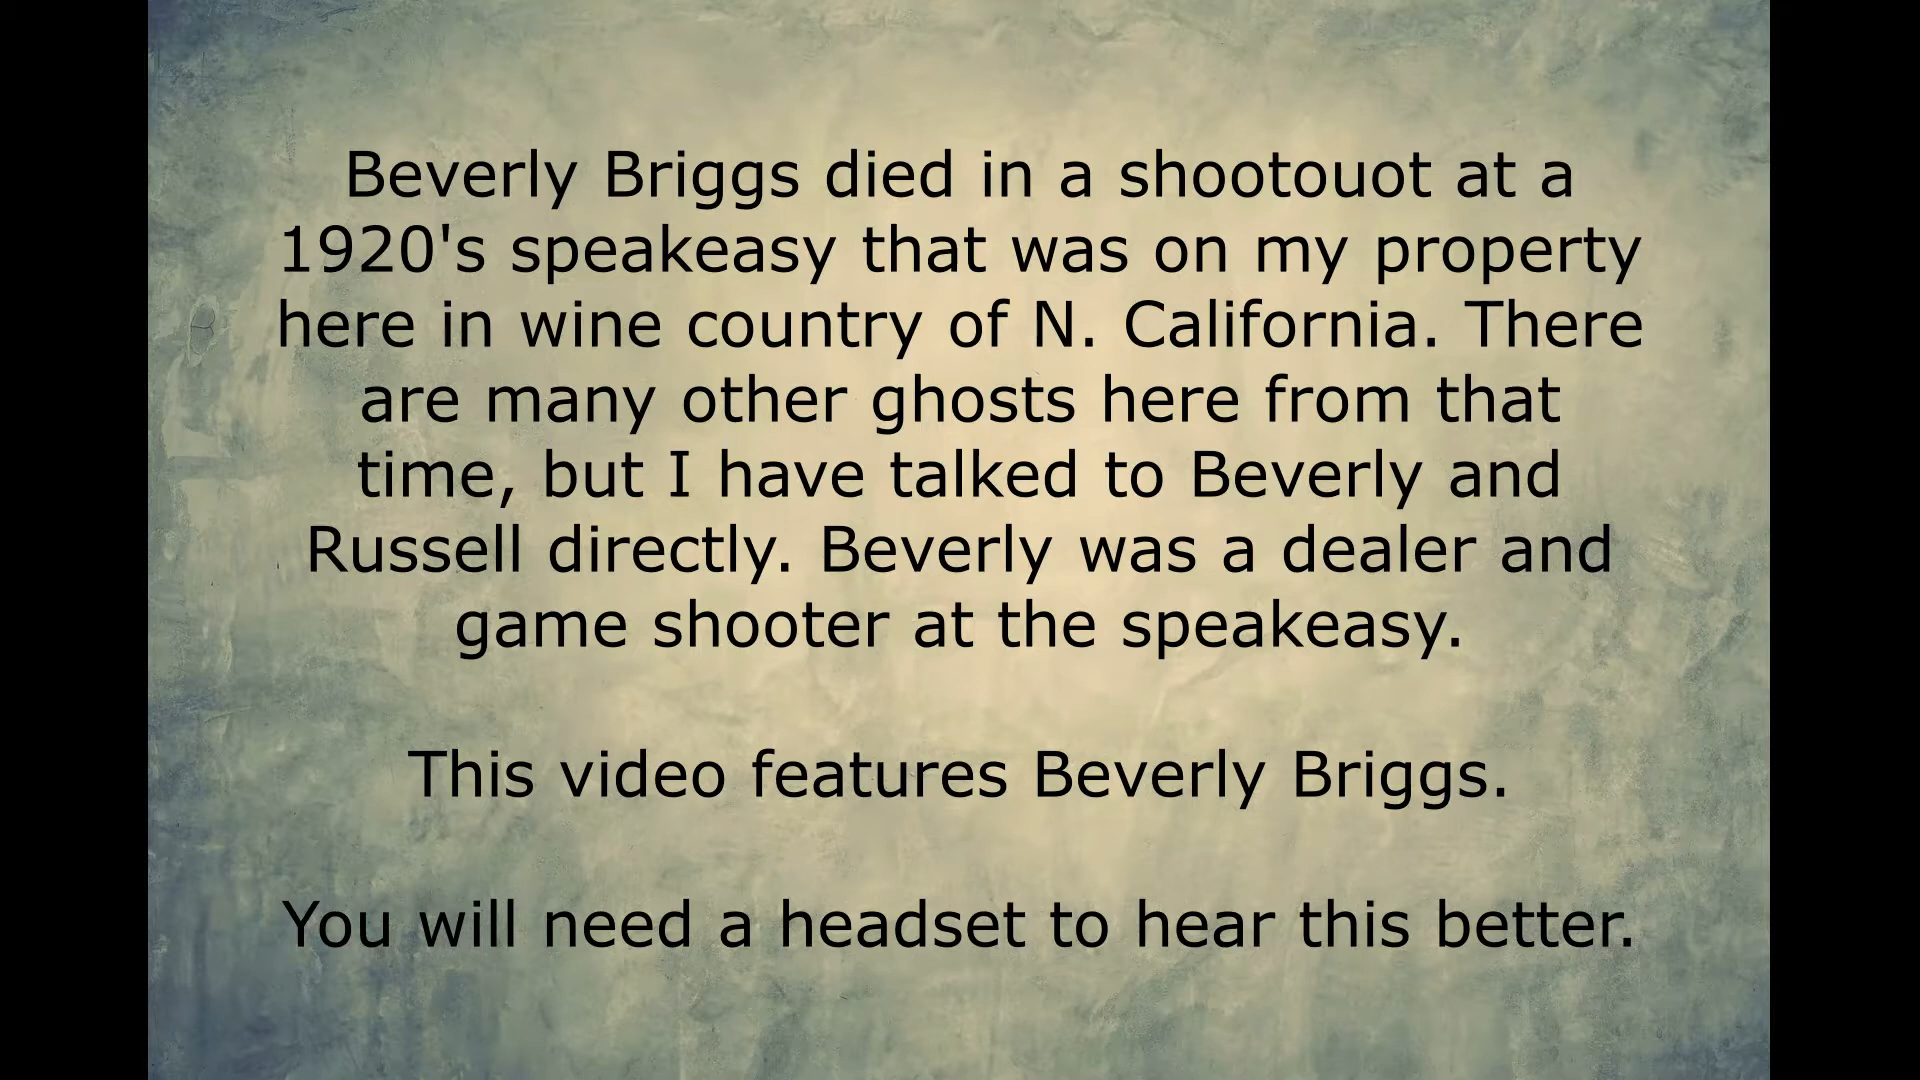 Beverly Briggs died in a shootouot at a
1920's speakeasy that was on my property
here in wine country of N. California. There
are many other ghosts here from that
time, but I have talked to Beverly and
Russell directly. Beverly was a dealer and
game shooter at the speakeasy.
This video features Beverly Briggs.
You will need a headset to hear this better.